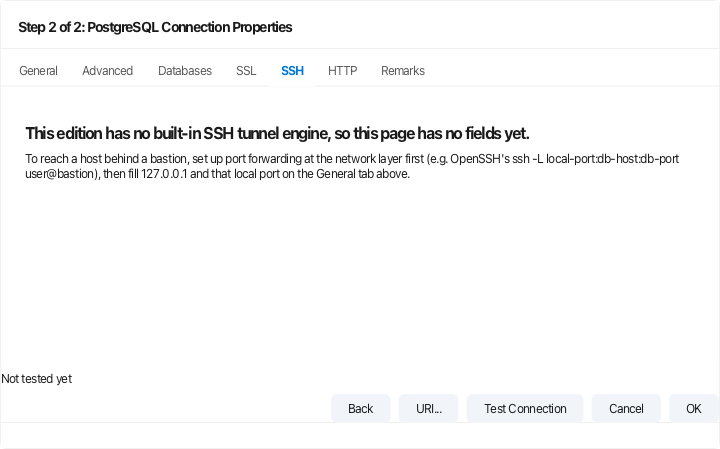 Step 2 of 2: PostgreSQL Connection Properties
General Advanced Databases SSL SSH HTTP Remarks
This edition has no built-in SSH tunnel engine, so this page has no fields yet.
To reach a host behind a bastion, set up port forwarding at the network layer first (e.g. OpenSSH's ssh -L local-port:db-host:db-port
user@bastion), then fill 127.0.0.1 and that local port on the General tab above.
Not tested yet
Back URI... Test Connection Cancel OK